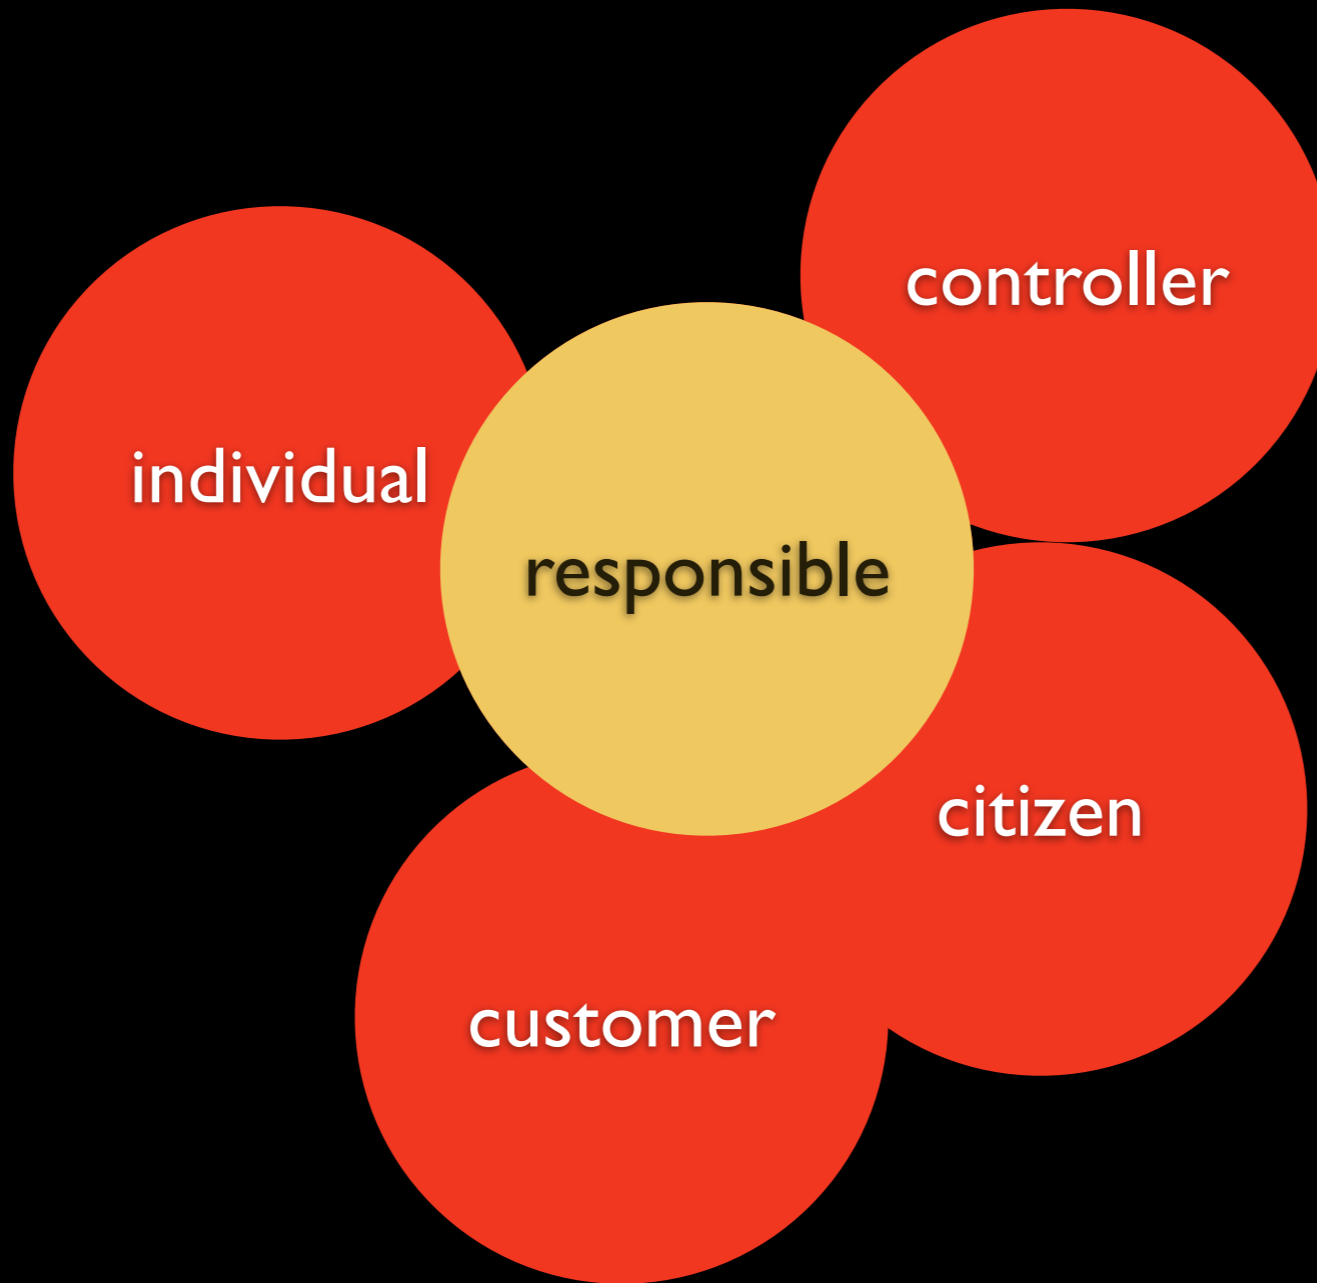 controller
individual
responsible
citizen
customer